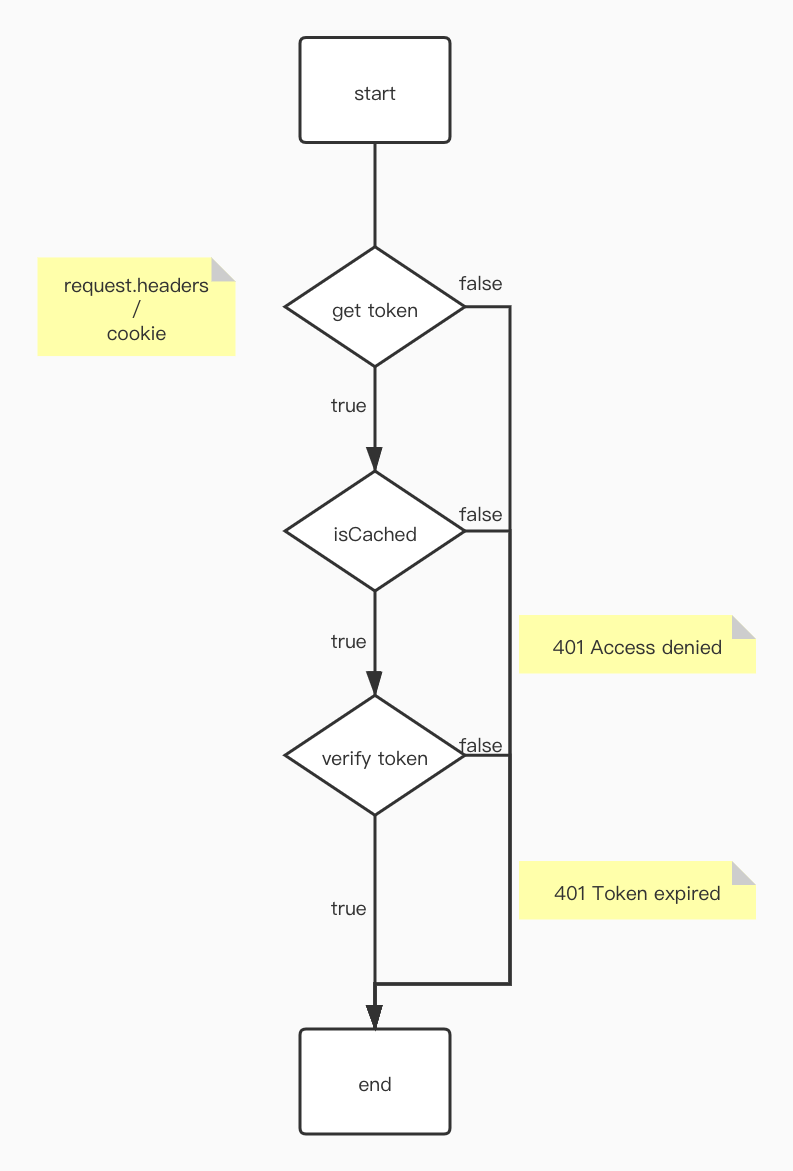 start
request.headers
/
cookie
get token
false
true
isCached
false
true
401 Access denied
verify token
false
401 Token expired
true
end